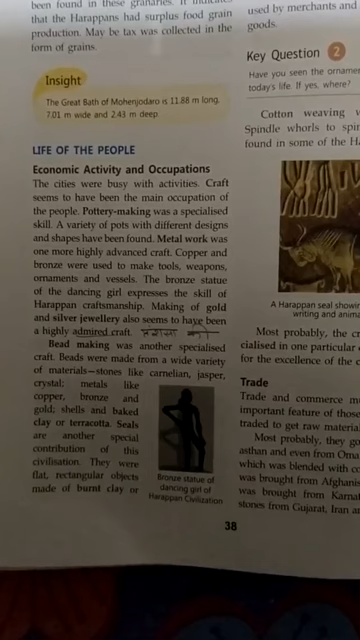 been found in these granaries. It indicates
that the Harappans had surplus food grain
production. May be tax was collected in the
form of grains.
Insight
The Great Bath of Mohenjodaro is 11.88 m long,
7.01 m wide and 2.43 m deep
LIFE OF THE PEOPLE
Economic Activity and Occupations
The cities were busy with activities. Craft
seems to have been the main occupation of
the people. Pottery-making was a specialised
skill. A variety of pots with different designs
and shapes have been found. Metal work was
one more highly advanced craft. Copper and
bronze were used to make tools, weapons,
ornaments and vessels. The bronze statue
of the dancing girl expresses the skill of
Harappan craftsmanship. Making of gold
and silver jewellery also seems to have been
a highly admired craft.
Bead making was another specialised
craft. Beads were made from a wide variety
of materials—stones like carnelian, jasper,
crystal; metals like
copper, bronze and
gold; shells and baked
clay or terracotta. Seals
are another special
contribution of this
civilisation. They were
flat, rectangular objects
made of burnt clay or
Bronze statue of
dancing girl of
Harappan Civilization
used by merchants and
goods.
Key Question 2
Have you seen the
today's life. If yes, where?
Cotton weaving
Spindle whorls to
found in some of the
A Harappan seal
writing and
Most probably, the
cialised in one particular
for the excellence of the
Trade
Trade and commerce
important feature of those
traded to get raw
Most probably, they
asthan and even from
which was blended with
was brought from
was brought from
stones from Gujarat, Iran
38